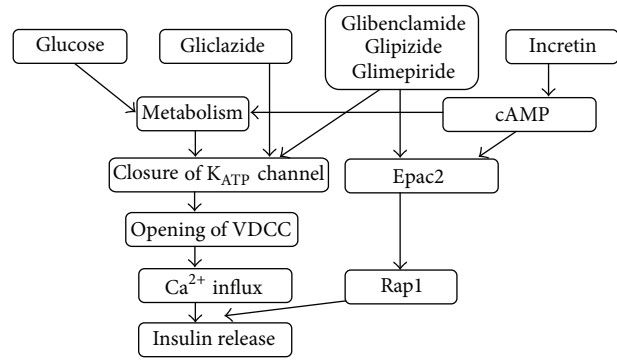 Glucose
Gliclazide
Glibenclamide
Glipizide
Glimepiride
Incretin
Metabolism
cAMP
Closure of K_ATP channel
Epac2
Opening of VDCC
Ca²⁺ influx
Rap1
Insulin release